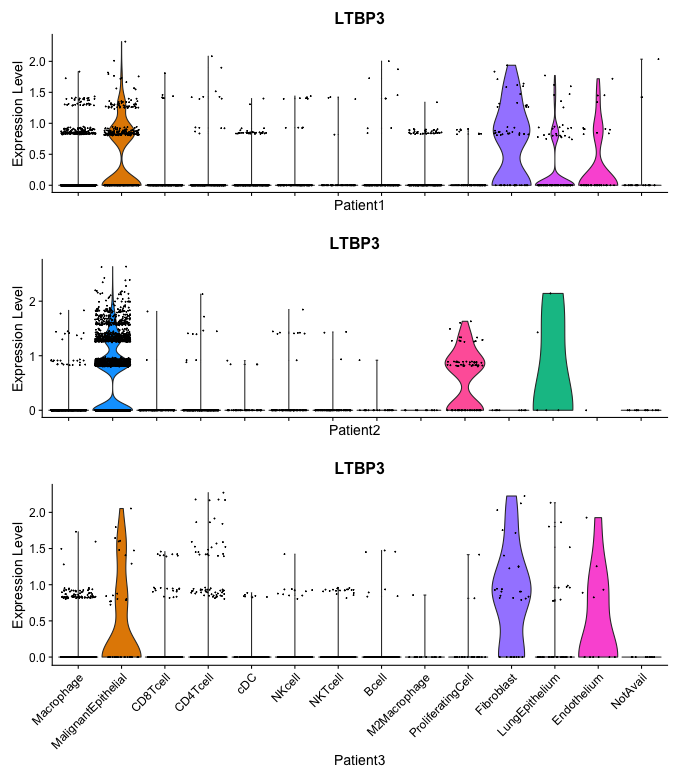 LTBP3
Expression Level
2.0
1.5
1.0
0.5
0.0
Patient1
LTBP3
Expression Level
2
1
0
Patient2
LTBP3
Expression Level
2.0
1.5
1.0
0.5
0.0
Macrophage
MalignantEpithelial
CD8Tcell
CD4Tcell
cDC
NKcell
NKTcell
Bcell
M2Macrophage
ProliferatingCell
Fibroblast
LungEpithelium
Endothelium
NotAvail
Patient3